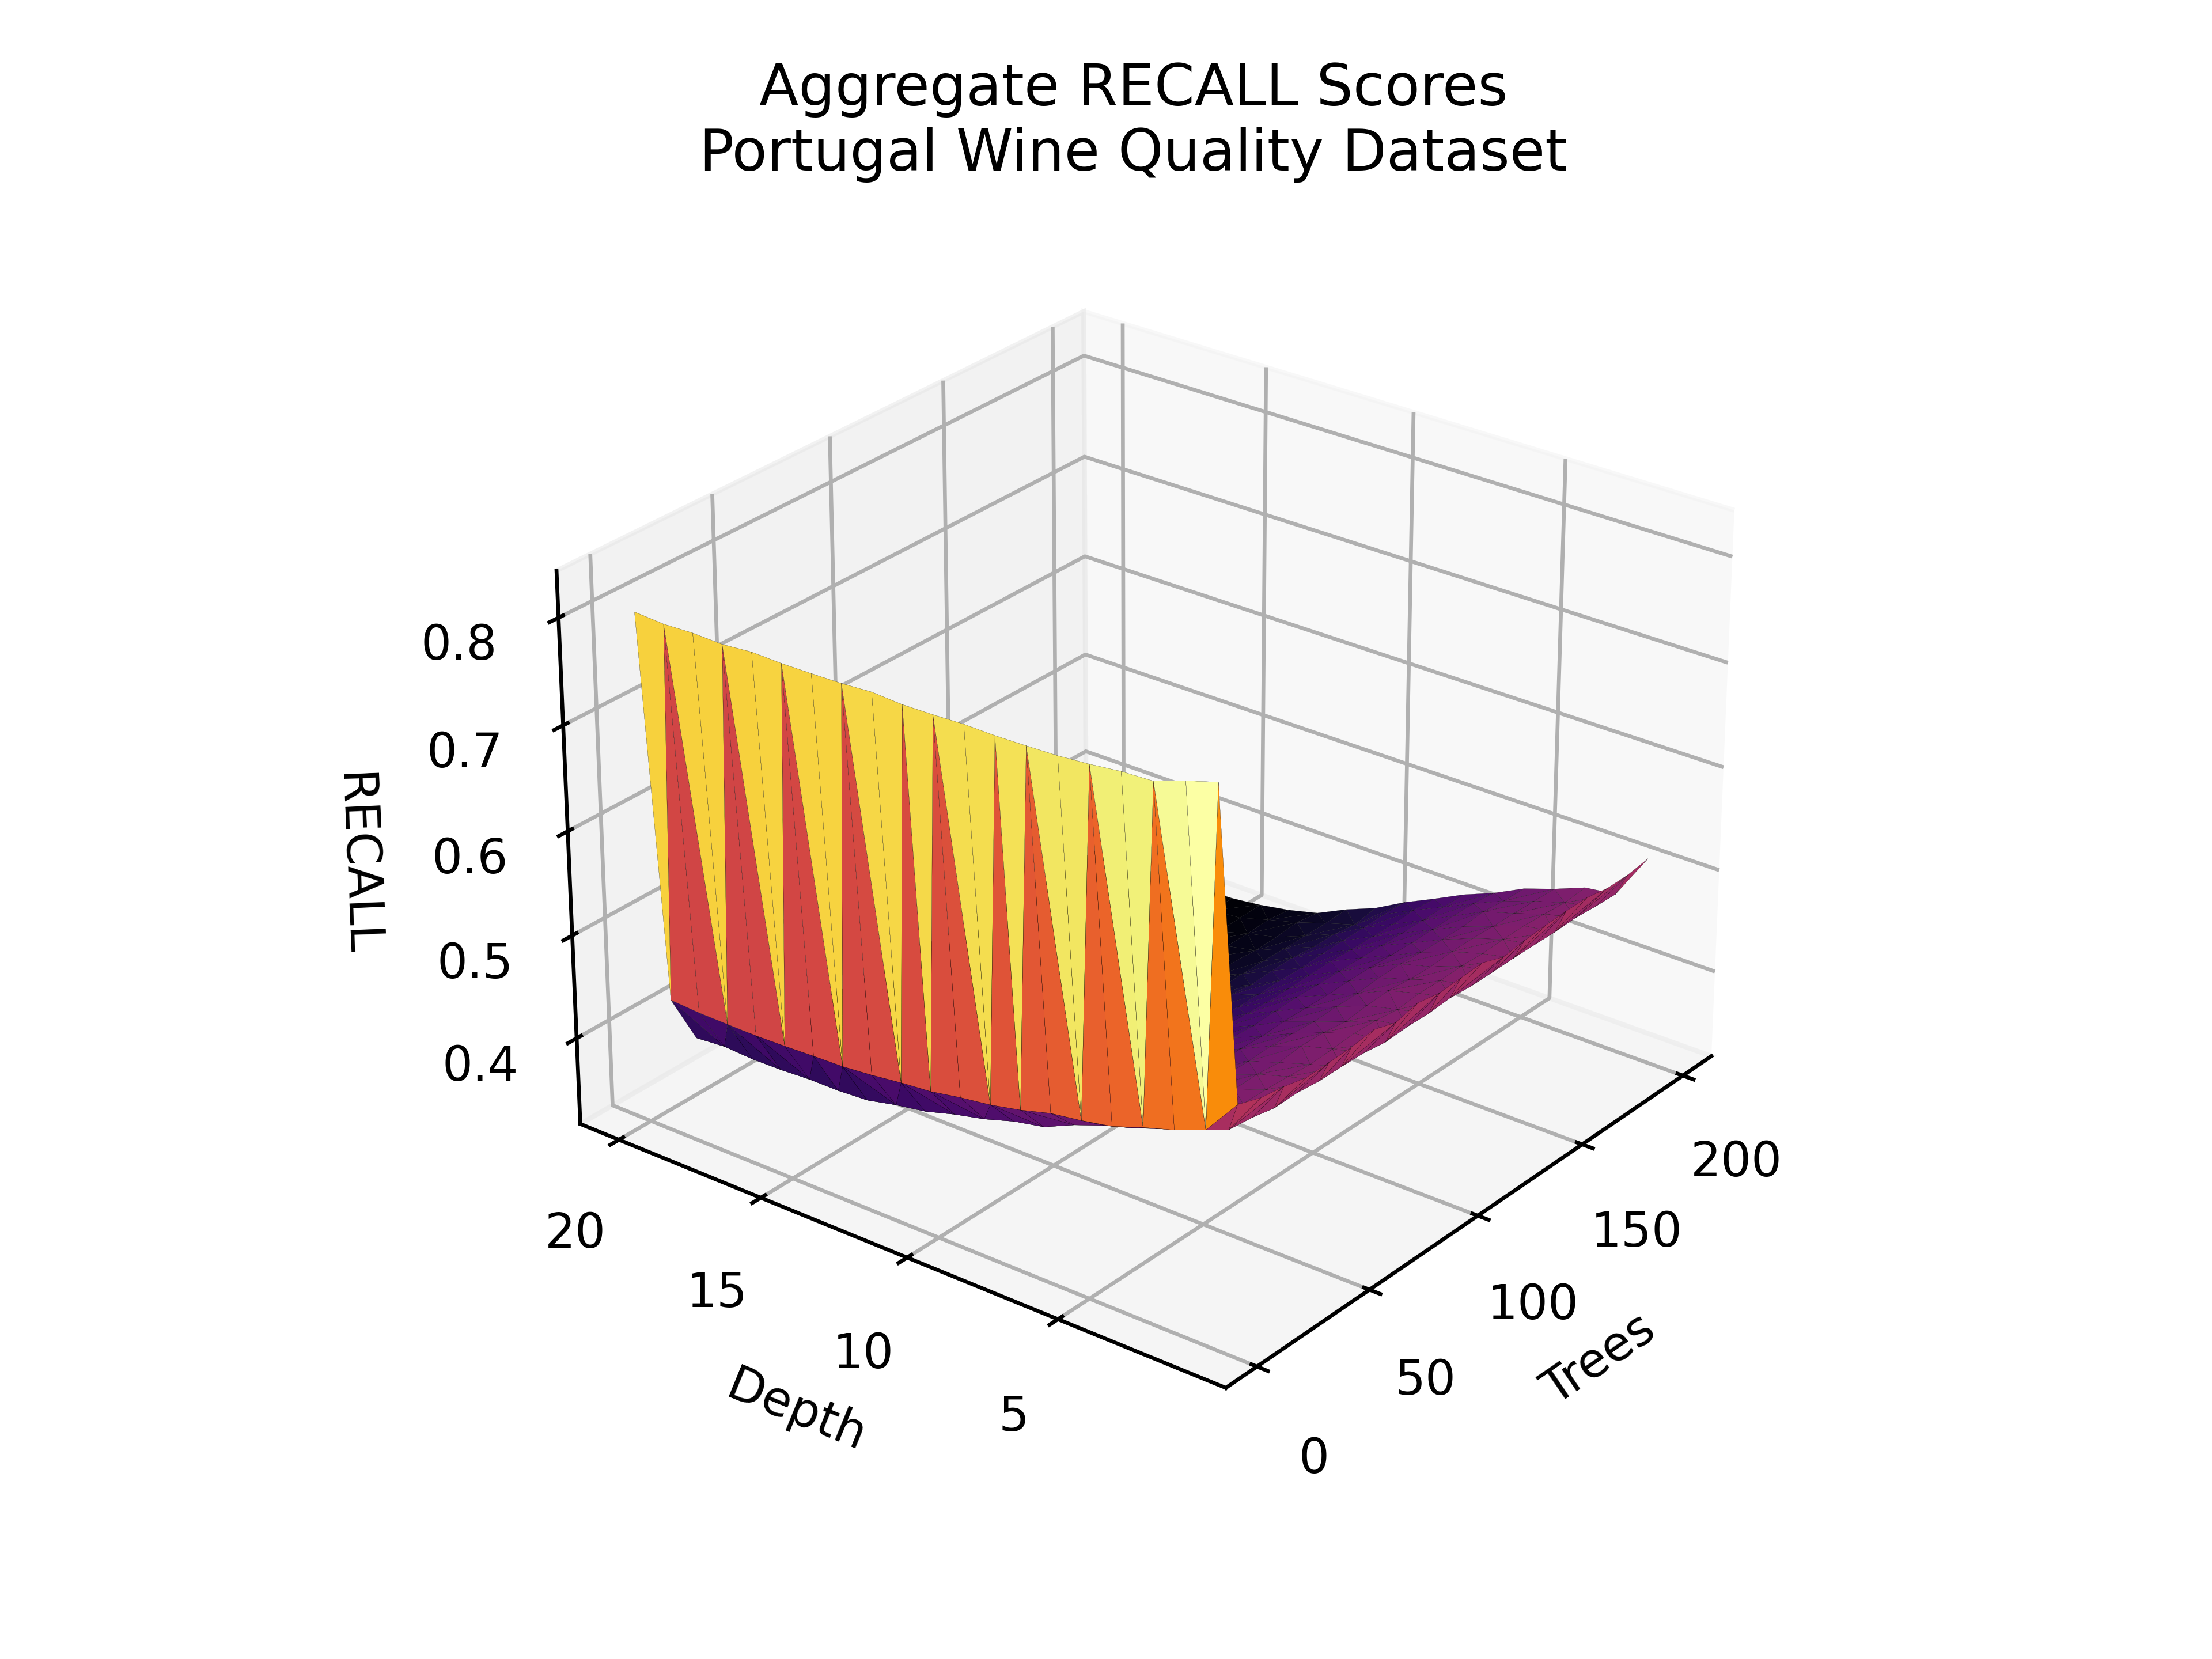 Aggregate RECALL Scores
Portugal Wine Quality Dataset
0.8
0.7
0.6
0.5
0.4
RECALL
20
15
10
5
Depth
0
50
100
150
200
Trees